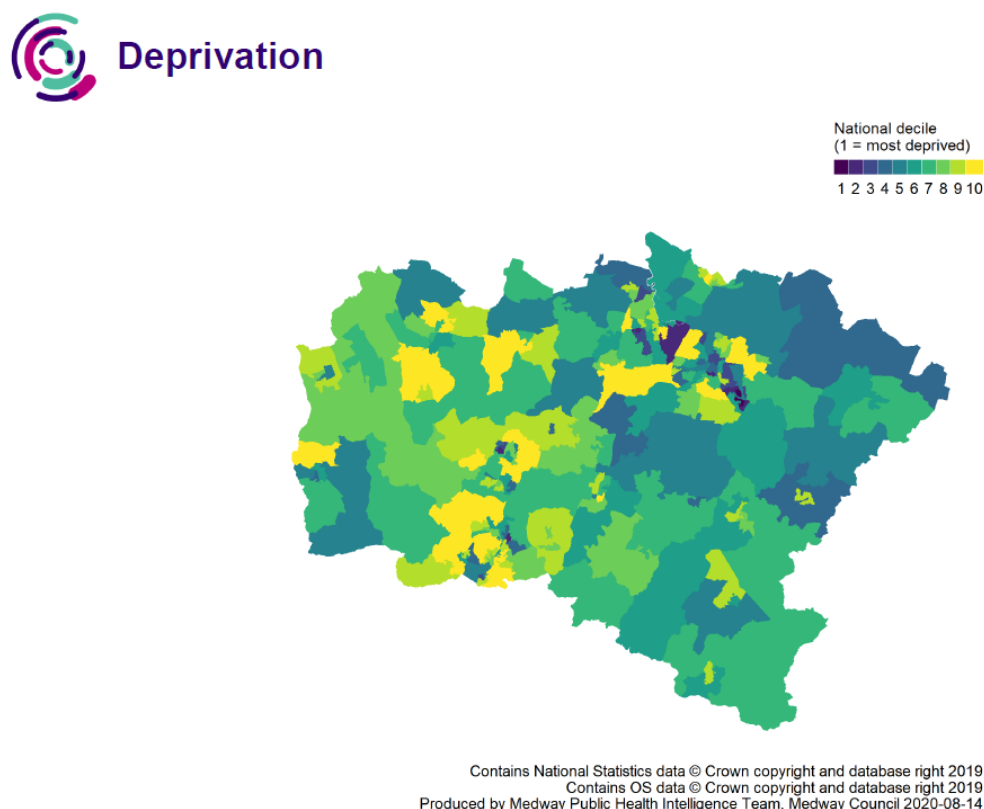 Deprivation
National decile
(1 = most deprived)
1 2 3 4 5 6 7 8 9 10
Contains National Statistics data © Crown copyright and database right 2019
Contains OS data © Crown copyright and database right 2019
Produced by Medway Public Health Intelligence Team, Medway Council 2020-08-14